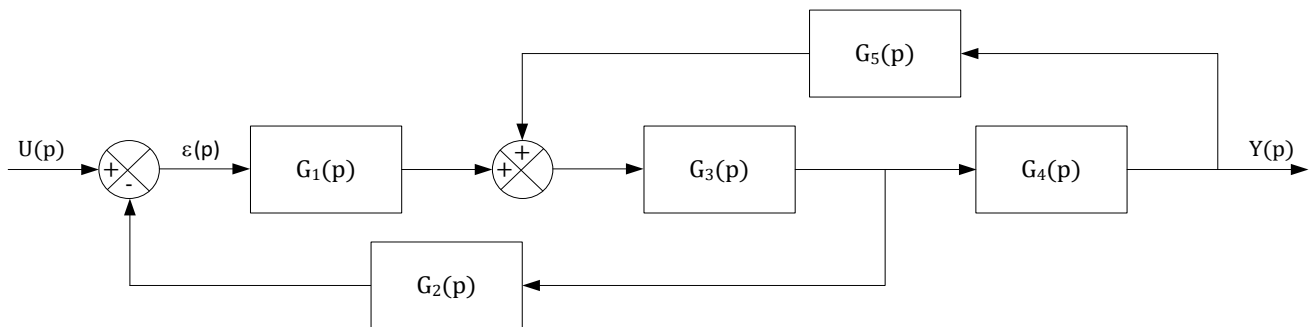 G₅(p)
U(p)
+
-
ε(p)
G₁(p)
+
+
G₃(p)
G₄(p)
Y(p)
G₂(p)